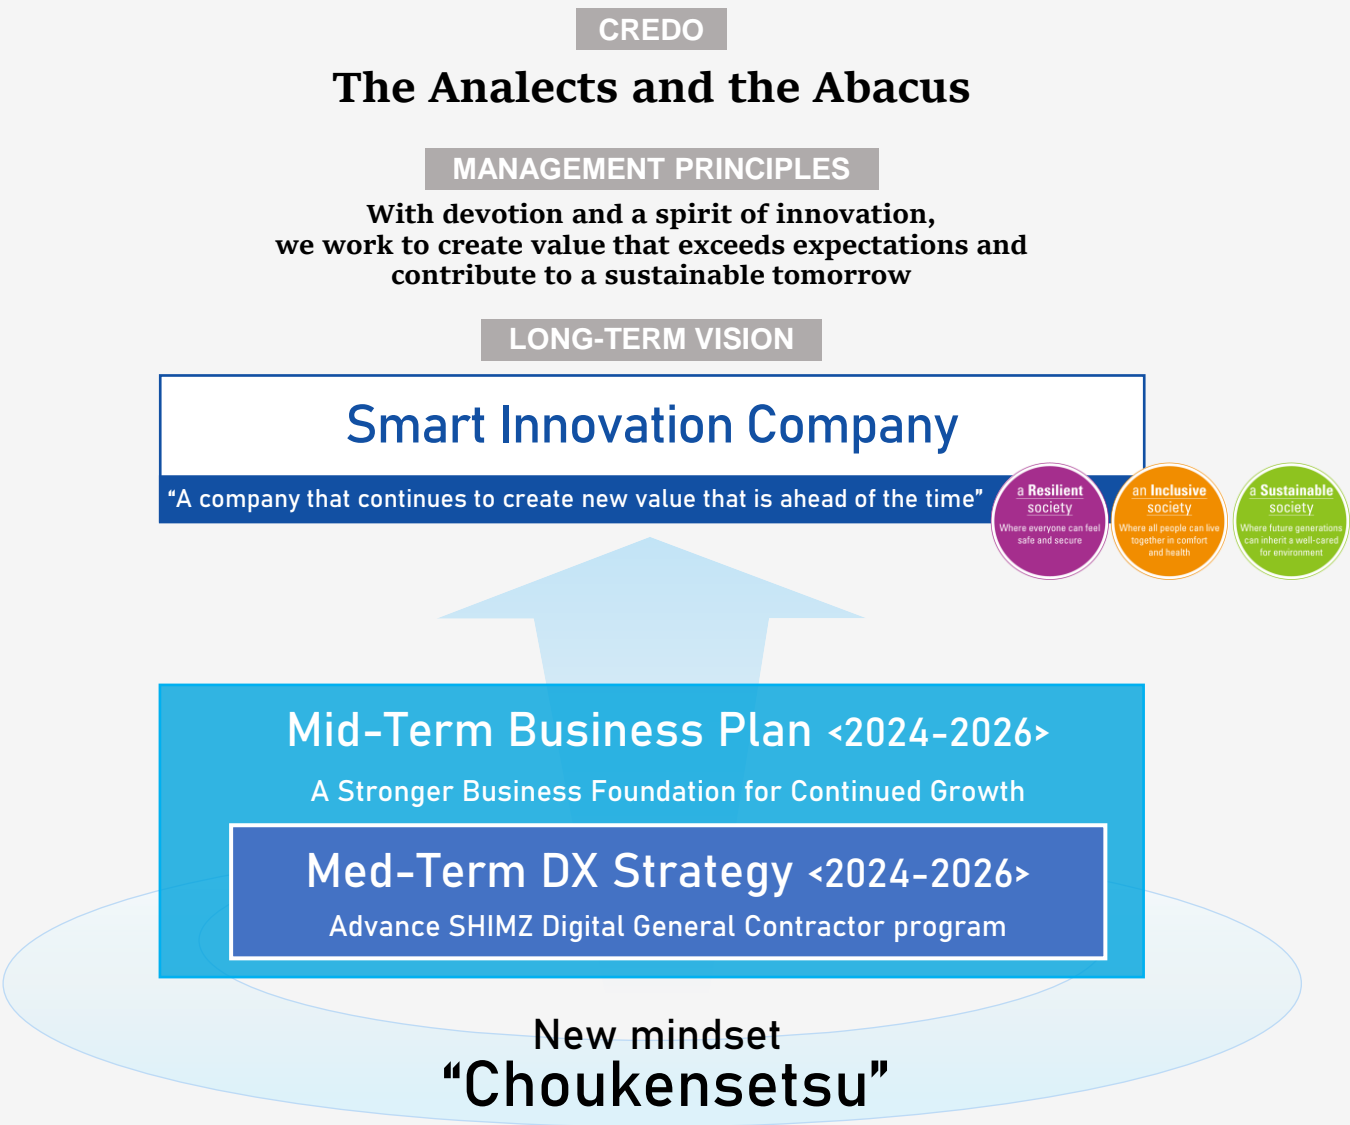 CREDO
The Analects and the Abacus
MANAGEMENT PRINCIPLES
With devotion and a spirit of innovation,
we work to create value that exceeds expectations and
contribute to a sustainable tomorrow
LONG-TERM VISION
Smart Innovation Company
“A company that continues to create new value that is ahead of the time”
a Resilient
society
Where everyone can feel
safe and secure
an Inclusive
society
Where all people can live
together in comfort
and health
a Sustainable
society
Where future generations
can inherit a well-cared
for environment
Mid-Term Business Plan <2024-2026>
A Stronger Business Foundation for Continued Growth
Med-Term DX Strategy <2024-2026>
Advance SHIMZ Digital General Contractor program
New mindset
“Choukensetsu”